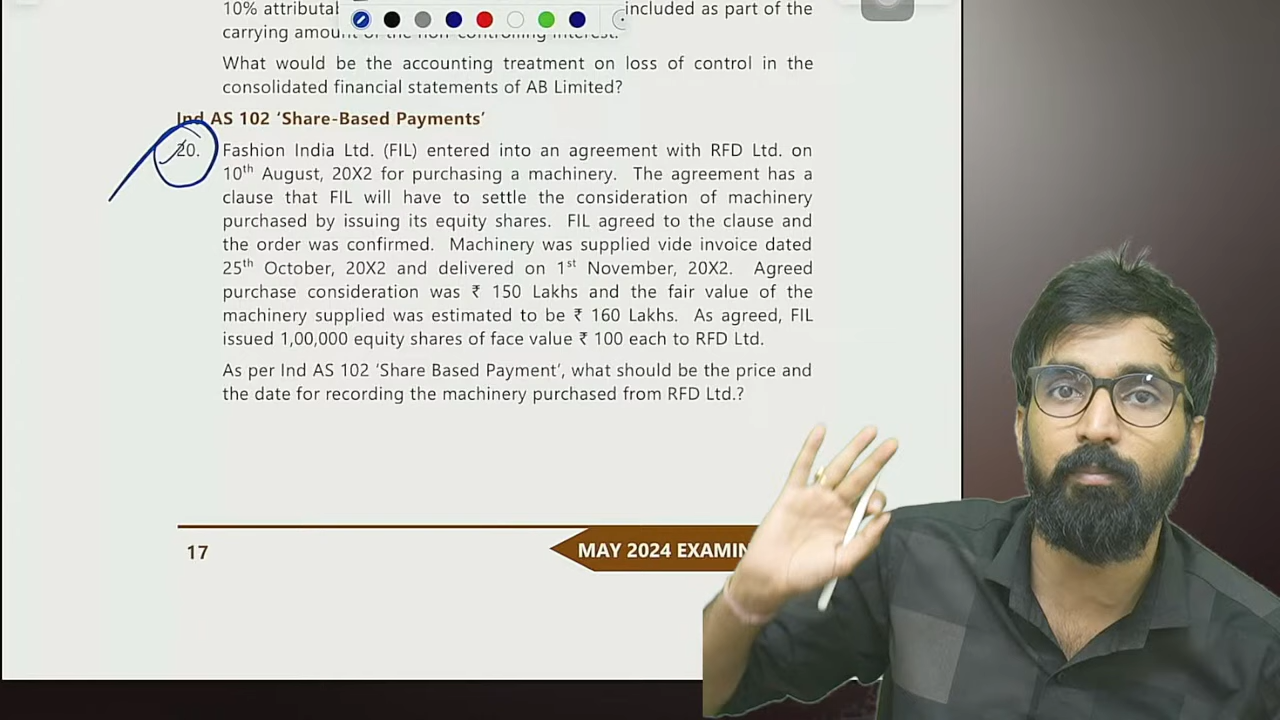 10% attributa included as part of the
carrying amount of the non-controlling interest.
What would be the accounting treatment on loss of control in the
consolidated financial statements of AB Limited?
Ind AS 102 ‘Share-Based Payments’
20. Fashion India Ltd. (FIL) entered into an agreement with RFD Ltd. on
10th August, 20X2 for purchasing a machinery. The agreement has a
clause that FIL will have to settle the consideration of machinery
purchased by issuing its equity shares. FIL agreed to the clause and
the order was confirmed. Machinery was supplied vide invoice dated
25th October, 20X2 and delivered on 1st November, 20X2. Agreed
purchase consideration was ₹ 150 Lakhs and the fair value of the
machinery supplied was estimated to be ₹ 160 Lakhs. As agreed, FIL
issued 1,00,000 equity shares of face value ₹ 100 each to RFD Ltd.
As per Ind AS 102 ‘Share Based Payment’, what should be the price and
the date for recording the machinery purchased from RFD Ltd.?
17 MAY 2024 EXAMIN